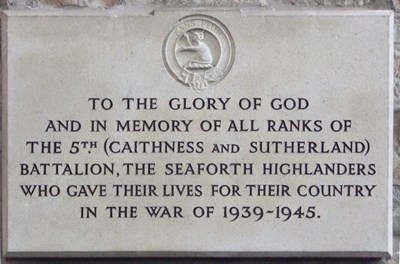 TO THE GLORY OF GOD
AND IN MEMORY OF ALL RANKS OF
THE 5TH. (CAITHNESS AND SUTHERLAND)
BATTALION, THE SEAFORTH HIGHLANDERS
WHO GAVE THEIR LIVES FOR THEIR COUNTRY
IN THE WAR OF 1939-1945.